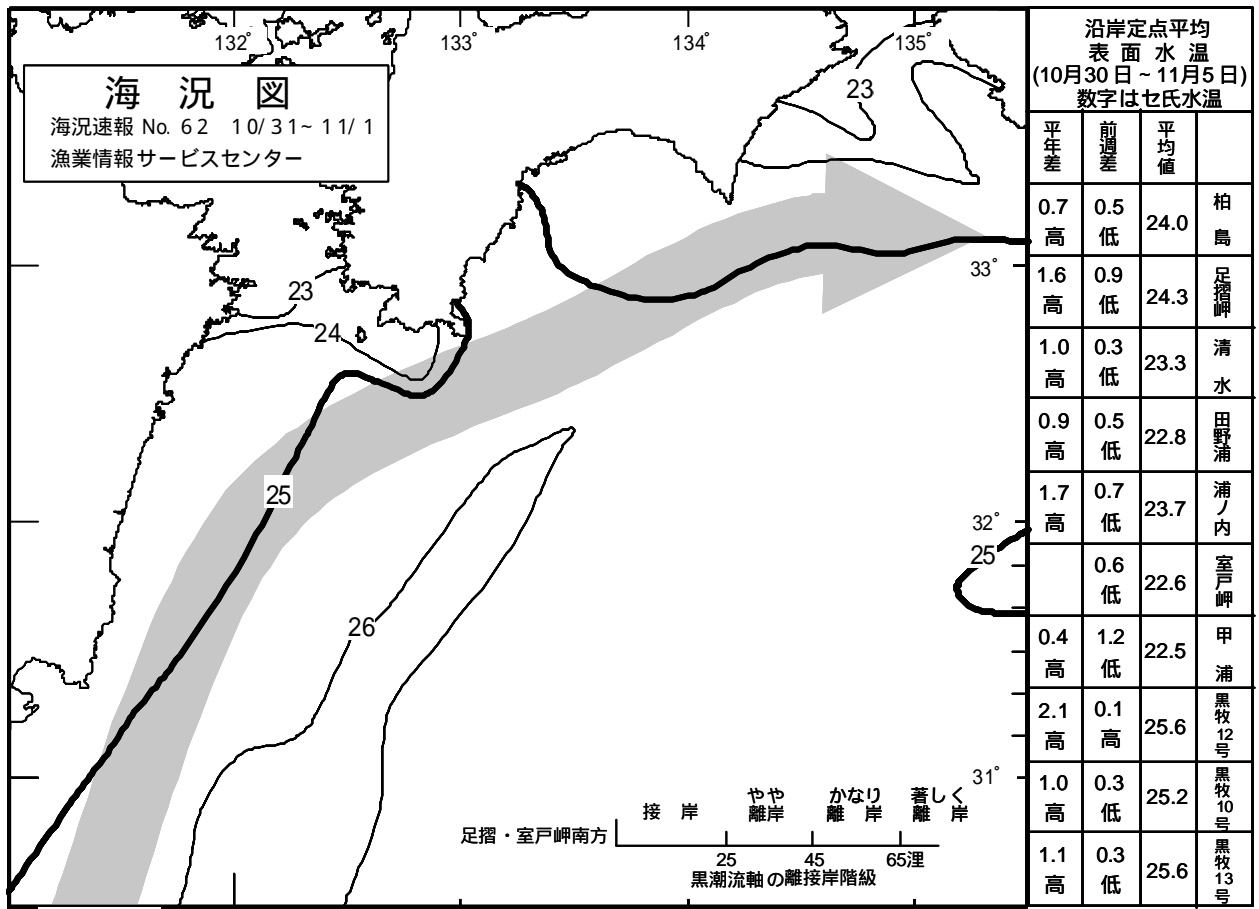 132°
133°
134°
135°
海況図
海況速報 No. 62 10/31~11/1
漁業情報サービスセンター
23
23
24
25
26
25
33°
32°
31°
接岸
やや
離岸
かなり
離岸
著しく
離岸
足摺・室戸岬南方
25 45 65浬
黒潮流軸の離接岸階級
沿岸定点平均
表面水温
(10月30日~11月5日)
数字はセ氏水温
平年差 前週差 平均値
0.7高 0.5低 24.0 柏島
1.6高 0.9低 24.3 足摺岬
1.0高 0.3低 23.3 清水
0.9高 0.5低 22.8 田野浦
1.7高 0.7低 23.7 浦ノ内
0.6低 22.6 室戸岬
0.4高 1.2低 22.5 甲浦
2.1高 0.1高 25.6 黒牧12号
1.0高 0.3低 25.2 黒牧10号
1.1高 0.3低 25.6 黒牧13号